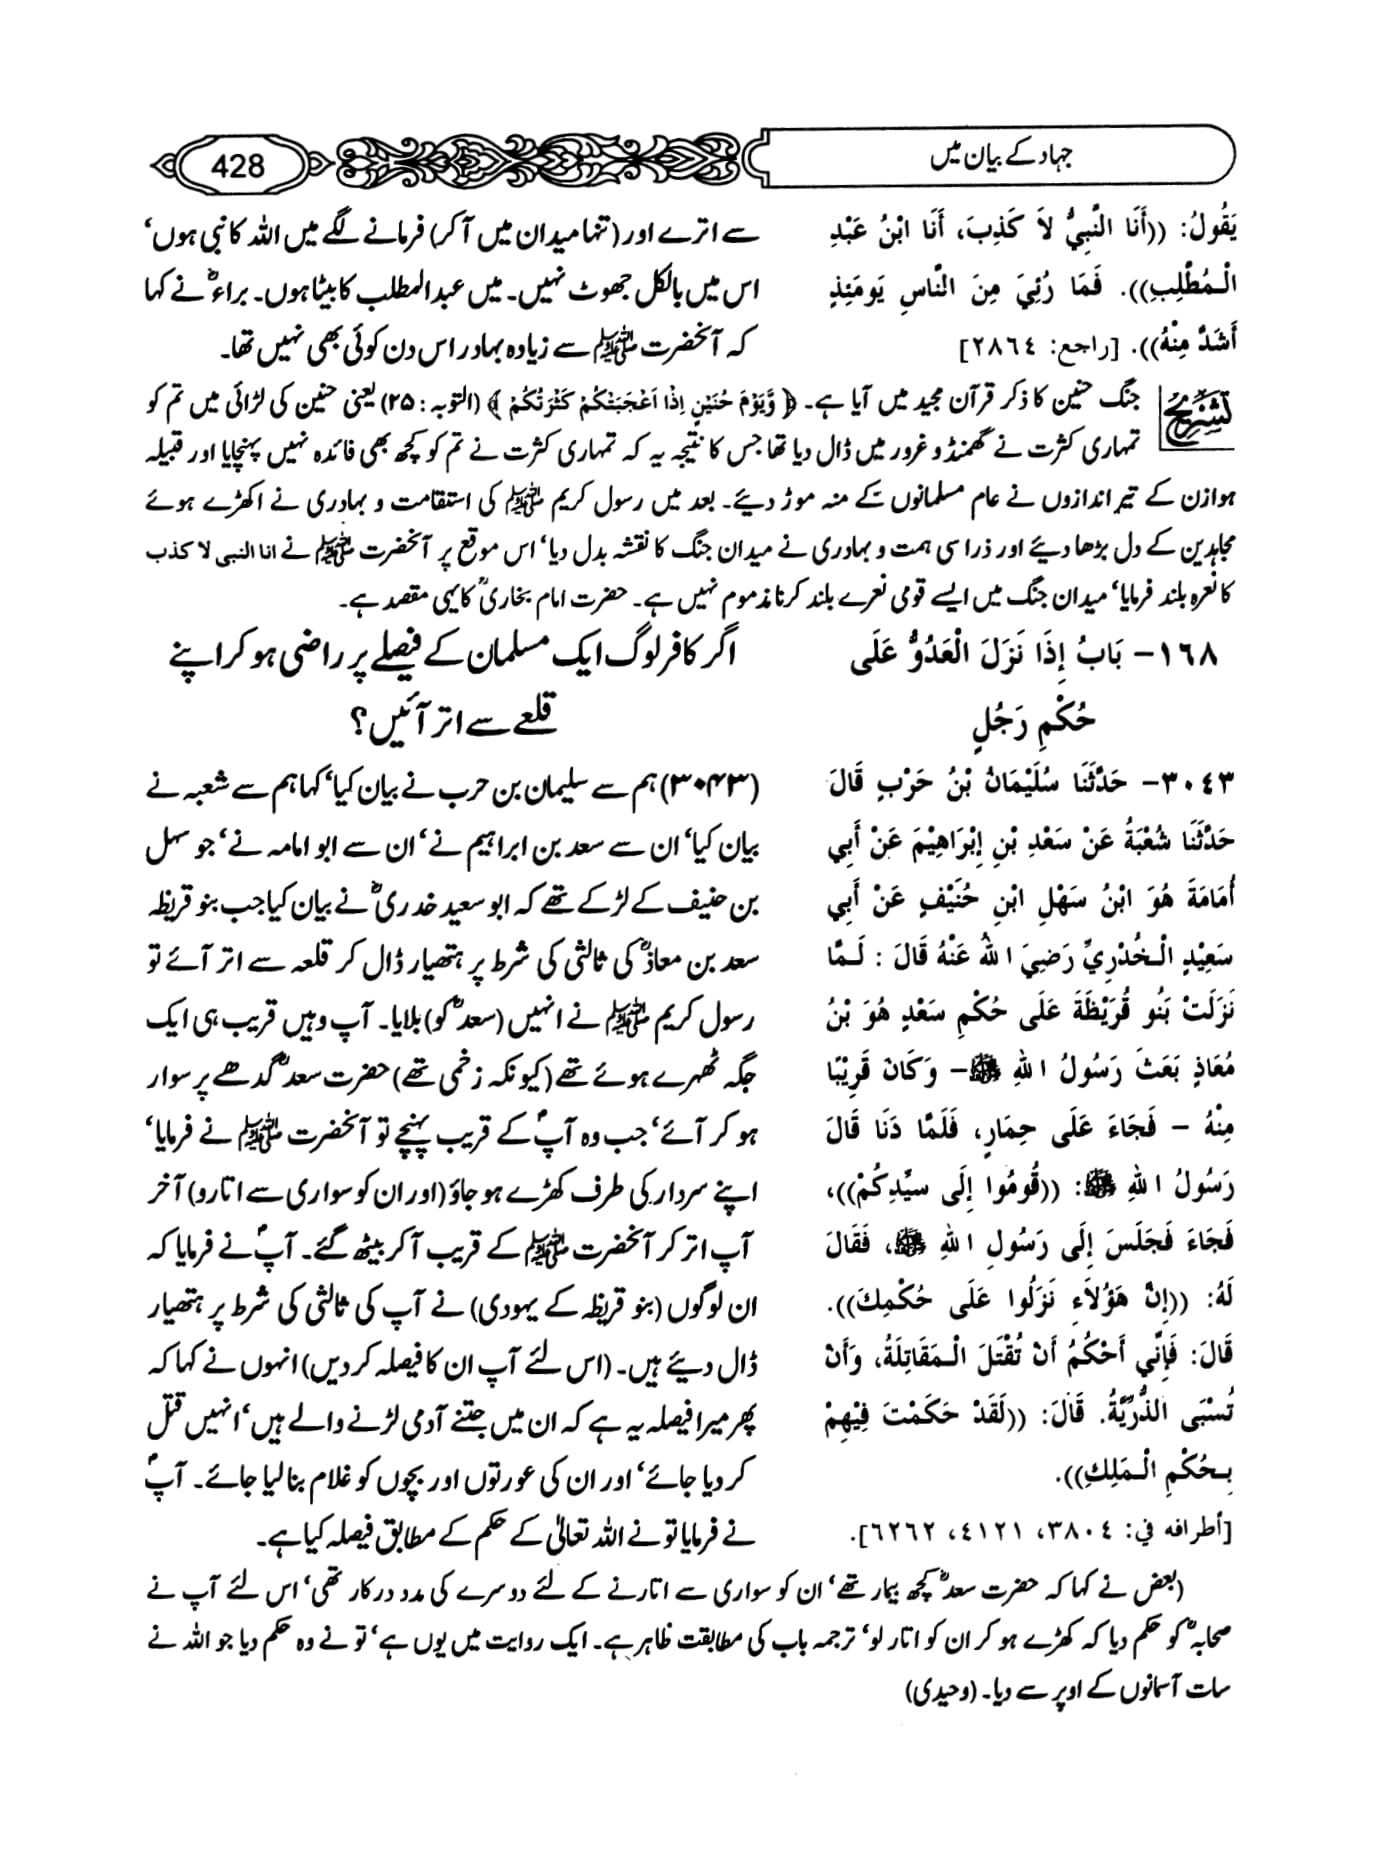 جہاد کے بیان میں
428
يَقُولُ: ((أَنَا النَّبِيُّ لاَ كَذِبَ، أَنَا ابْنُ عَبْدِ
الْـمُطَّلِبِ)). فَمَا رُئِيَ مِنَ النَّاسِ يَومَئِذٍ
أَشَدُّ مِنْهُ)). [راجع: ٢٨٦٤]
سے اترے اور (تنہا میدان میں آکر) فرمانے لگے میں اللہ کا نبی ہوں‘
اس میں بالکل جھوٹ نہیں۔ میں عبدالمطلب کا بیٹا ہوں۔ براءؓ نے کہا
کہ آنحضرت ﷺ سے زیادہ بہادر اس دن کوئی بھی نہیں تھا۔
تشریح
جنگ حنین کا ذکر قرآن مجید میں آیا ہے۔ ﴿ وَّيَوْمَ حُنَيْنٍ اِذْ اَعْجَبَتْكُمْ كَثْرَتُكُمْ ﴾ (التوبہ: ۲۵) یعنی حنین کی لڑائی میں تم کو
تمہاری کثرت نے گھمنڈ و غرور میں ڈال دیا تھا جس کا نتیجہ یہ کہ تمہاری کثرت نے تم کو کچھ بھی فائدہ نہیں پہنچایا اور قبیلہ
ہوازن کے تیر اندازوں نے عام مسلمانوں کے منہ موڑ دیئے۔ بعد میں رسول کریم ﷺ کی استقامت و بہادری نے اکھڑے ہوئے
مجاہدین کے دل بڑھا دیئے اور ذرا سی ہمت و بہادری نے میدان جنگ کا نقشہ بدل دیا‘ اس موقع پر آنحضرت ﷺ نے انا النبی لا کذب
کا نعرہ بلند فرمایا‘ میدان جنگ میں ایسے قومی نعرے بلند کرنا مذموم نہیں ہے۔ حضرت امام بخاریؒ کا یہی مقصد ہے۔
١٦٨- بَابُ إِذَا نَزَلَ الْعَدُوُّ عَلَى
حُكْمِ رَجُلٍ
اگر کافر لوگ ایک مسلمان کے فیصلے پر راضی ہو کر اپنے
قلعے سے اتر آئیں؟
٣٠٤٣- حَدَّثَنَا سُلَيْمَانُ بْنُ حَرْبٍ قَالَ
حَدَّثَنَا شُعْبَةُ عَنْ سَعْدِ بْنِ إِبْرَاهِيْمَ عَنْ أَبِي
أُمَامَةَ هُوَ ابْنُ سَهْلِ ابْنِ حُنَيْفٍ عَنْ أَبِي
سَعِيْدٍ الْـخُدْرِيِّ رَضِيَ اللهُ عَنْهُ قَالَ : لَـمَّا
نَزَلَتْ بَنُو قُرَيْظَةَ عَلَى حُكْمِ سَعْدٍ هُوَ بْنُ
مُعَاذٍ بَعَثَ رَسُولُ اللهِ ﷺ- وَكَانَ قَرِيْبًا
مِنْهُ – فَجَاءَ عَلَى حِمَارٍ، فَلَمَّا دَنَا قَالَ
رَسُولُ اللهِ ﷺ: ((قُومُوا إِلَى سَيِّدِكُمْ))،
فَجَاءَ فَجَلَسَ إِلَى رَسُولِ اللهِ ﷺ، فَقَالَ
لَهُ: ((إِنَّ هَؤُلاَءِ نَزَلُوا عَلَى حُكْمِكَ)).
قَالَ: فَإِنِّي أَحْكُمُ أَنْ تُقْتَلَ الْـمَقَاتِلَةُ، وَأَنْ
تُسْبَى الذُّرِّيَّةُ. قَالَ: ((لَقَدْ حَكَمْتَ فِيْهِمْ
بِـحُكْمِ الْـمَلِكِ)).
[أطرافه في: ٣٨٠٤، ٤١٢١، ٦٢٦٢].
(۳۰۴۳) ہم سے سلیمان بن حرب نے بیان کیا‘ کہا ہم سے شعبہ نے
بیان کیا‘ ان سے سعد بن ابراہیم نے‘ ان سے ابو امامہ نے‘ جو سہل
بن حنیف کے لڑکے تھے کہ ابوسعید خدریؓ نے بیان کیا جب بنو قریظہ
سعد بن معاذؓ کی ثالثی کی شرط پر ہتھیار ڈال کر قلعہ سے اتر آئے تو
رسول کریم ﷺ نے انہیں (سعدؓ کو) بلایا۔ آپ وہیں قریب ہی ایک
جگہ ٹھہرے ہوئے تھے (کیونکہ زخمی تھے) حضرت سعدؓ گدھے پر سوار
ہو کر آئے‘ جب وہ آپؐ کے قریب پہنچے تو آنحضرت ﷺ نے فرمایا‘
اپنے سردار کی طرف کھڑے ہو جاؤ (اور ان کو سواری سے اتارو) آخر
آپ اتر کر آنحضرت ﷺ کے قریب آکر بیٹھ گئے۔ آپؐ نے فرمایا کہ
ان لوگوں (بنو قریظہ کے یہودی) نے آپ کی ثالثی کی شرط پر ہتھیار
ڈال دیئے ہیں۔ (اس لئے آپ ان کا فیصلہ کر دیں) انہوں نے کہا کہ
پھر میرا فیصلہ یہ ہے کہ ان میں جتنے آدمی لڑنے والے ہیں‘ انہیں قتل
کر دیا جائے‘ اور ان کی عورتوں اور بچوں کو غلام بنا لیا جائے۔ آپؐ
نے فرمایا تو نے اللہ تعالیٰ کے حکم کے مطابق فیصلہ کیا ہے۔
(بعض نے کہا کہ حضرت سعدؓ کچھ بیمار تھے‘ ان کو سواری سے اتارنے کے لئے دوسرے کی مدد درکار تھی‘ اس لئے آپ نے
صحابہؓ کو حکم دیا کہ کھڑے ہو کر ان کو اتار لو‘ ترجمہ باب کی مطابقت ظاہر ہے۔ ایک روایت میں یوں ہے‘ تو نے وہ حکم دیا جو اللہ نے
سات آسمانوں کے اوپر سے دیا۔ (وحیدی)